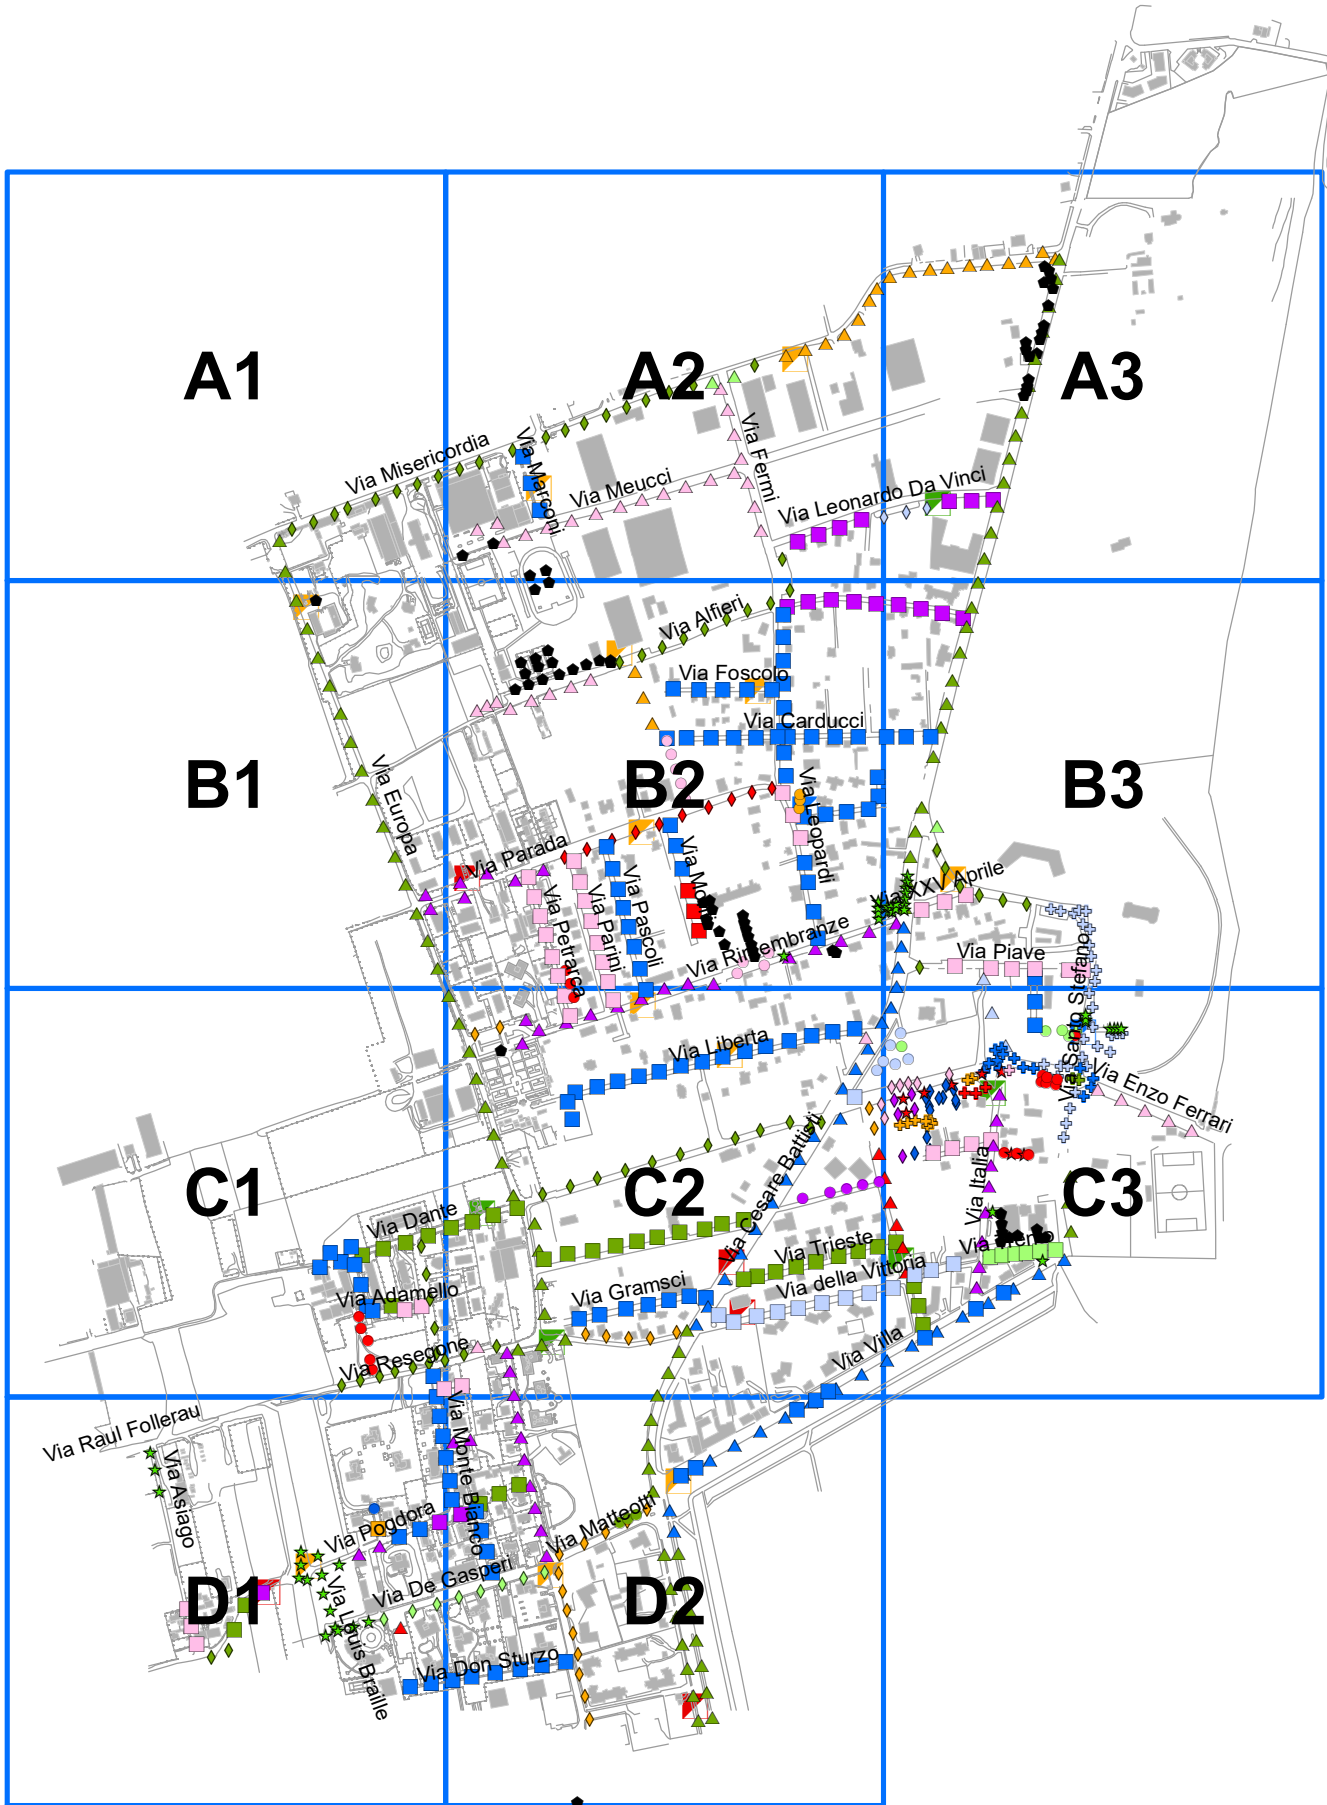 A1
A2
A3
Via Misericordia
Via Marconi
Via Meucci
Via Fermi
Via Leonardo Da Vinci
Via Alfieri
Via Foscolo
Via Carducci
B1
B2
B3
Via Europa
Via Leopardi
Via Parada
Via Petrarca
Via Parini
Via Pascoli
Via XXV Aprile
Via Rimembranze
Via Piave
Via Santo Stefano
Via Liberta
Via Enzo Ferrari
Via Cesare Battisti
C1
C2
C3
Via Dante
Via Italia
Via Trieste
Via Trento
Via Adamello
Via Gramsci
Via della Vittoria
Via Resegone
Via Villa
Via Raul Follerau
Via Asiago
Via Monte Bianco
Via Pogdora
Via Matteotti
Via De Gasperi
D1
D2
Via Louis Braille
Via Don Sturzo